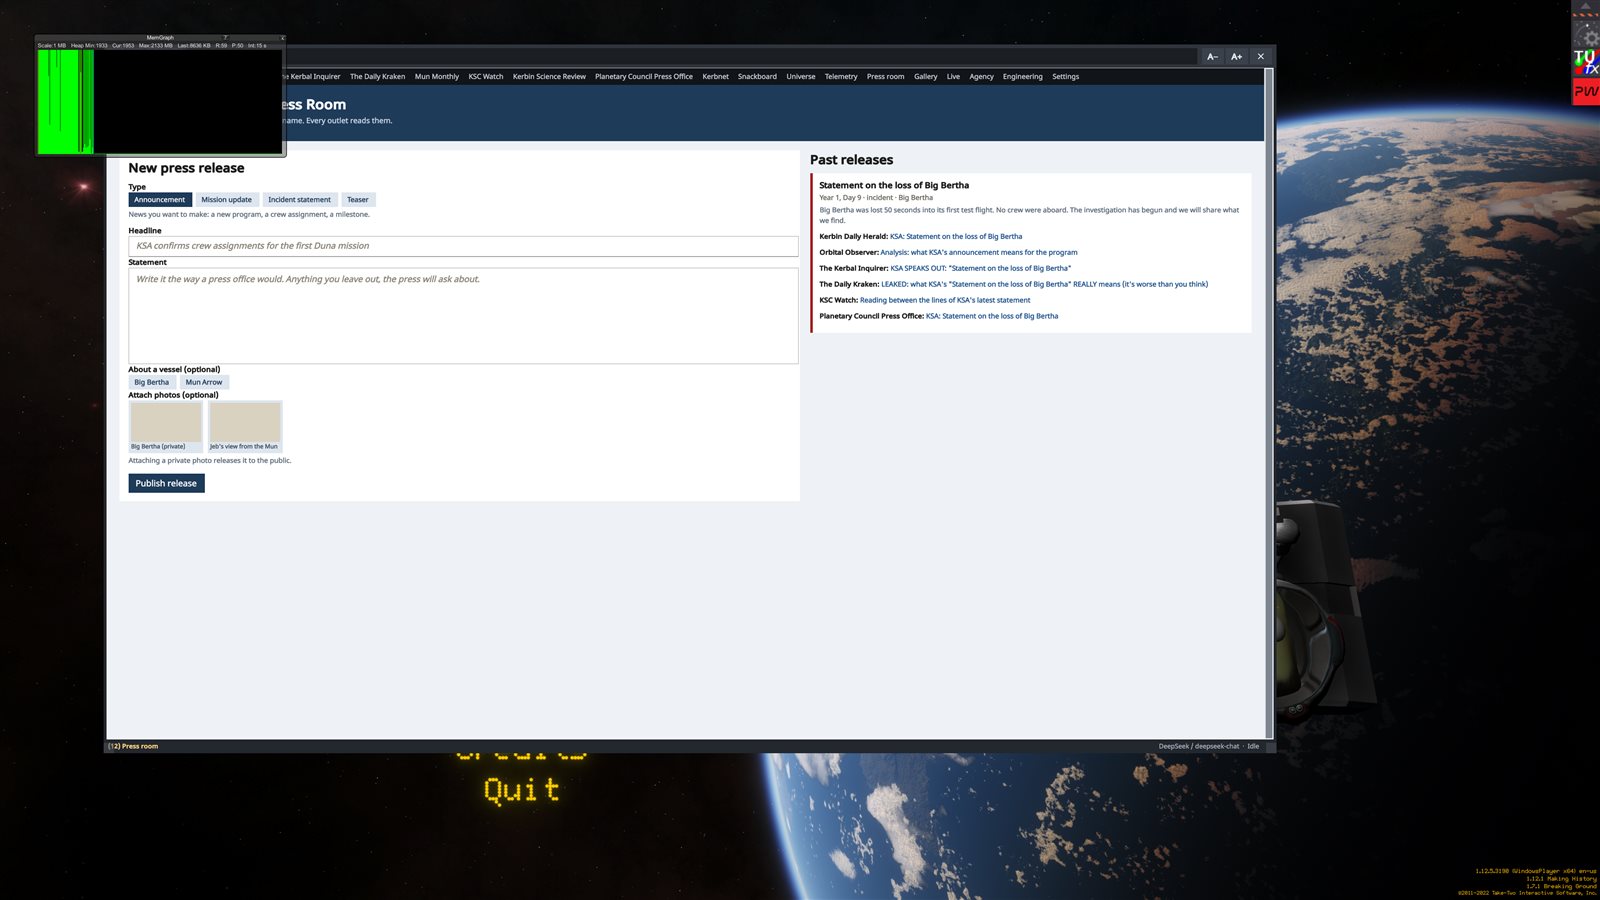 MemGraph ? x
Scale:1 MB Heap Min:1933 Cur:1953 Max:2133 MB Last:8636 KB R:59 P:50 Int:15 s
A− A+ ×
e Kerbal Inquirer The Daily Kraken Mun Monthly KSC Watch Kerbin Science Review Planetary Council Press Office Kerbnet Snackboard Universe Telemetry Press room Gallery Live Agency Engineering Settings
ess Room
name. Every outlet reads them.
New press release
Type
Announcement Mission update Incident statement Teaser
News you want to make: a new program, a crew assignment, a milestone.
Headline
KSA confirms crew assignments for the first Duna mission
Statement
Write it the way a press office would. Anything you leave out, the press will ask about.
About a vessel (optional)
Big Bertha Mun Arrow
Attach photos (optional)
Big Bertha (private) Jeb's view from the Mun
Attaching a private photo releases it to the public.
Publish release
Past releases
Statement on the loss of Big Bertha
Year 1, Day 9 · incident · Big Bertha
Big Bertha was lost 50 seconds into its first test flight. No crew were aboard. The investigation has begun and we will share what
we find.
Kerbin Daily Herald: KSA: Statement on the loss of Big Bertha
Orbital Observer: Analysis: what KSA's announcement means for the program
The Kerbal Inquirer: KSA SPEAKS OUT: "Statement on the loss of Big Bertha"
The Daily Kraken: LEAKED: what KSA's "Statement on the loss of Big Bertha" REALLY means (it's worse than you think)
KSC Watch: Reading between the lines of KSA's latest statement
Planetary Council Press Office: KSA: Statement on the loss of Big Bertha
(12) Press room
DeepSeek / deepseek-chat · Idle
Quit
TU
TX
PW
1.12.5.3190 (WindowsPlayer x64) en-us
1.12.1 Making History
1.7.1 Breaking Ground
©2011-2022 Take-Two Interactive Software, Inc.